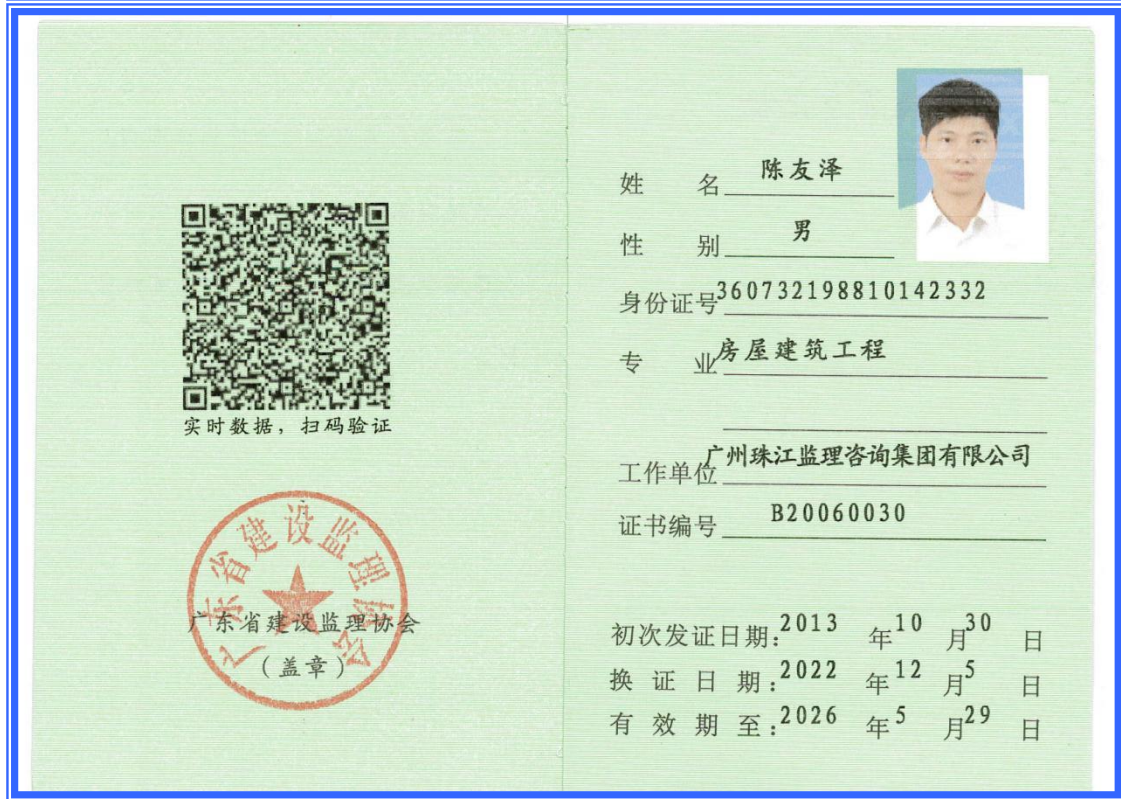 实时数据，扫码验证
广东省建设监理协会
广东省建设监理协会
（盖章）
姓 名 陈友泽
性 别 男
身份证号 360732198810142332
专 业 房屋建筑工程
工作单位 广州珠江监理咨询集团有限公司
证书编号 B20060030
初次发证日期：2013 年 10 月 30 日
换证日期：2022 年 12 月 5 日
有效期至：2026 年 5 月 29 日